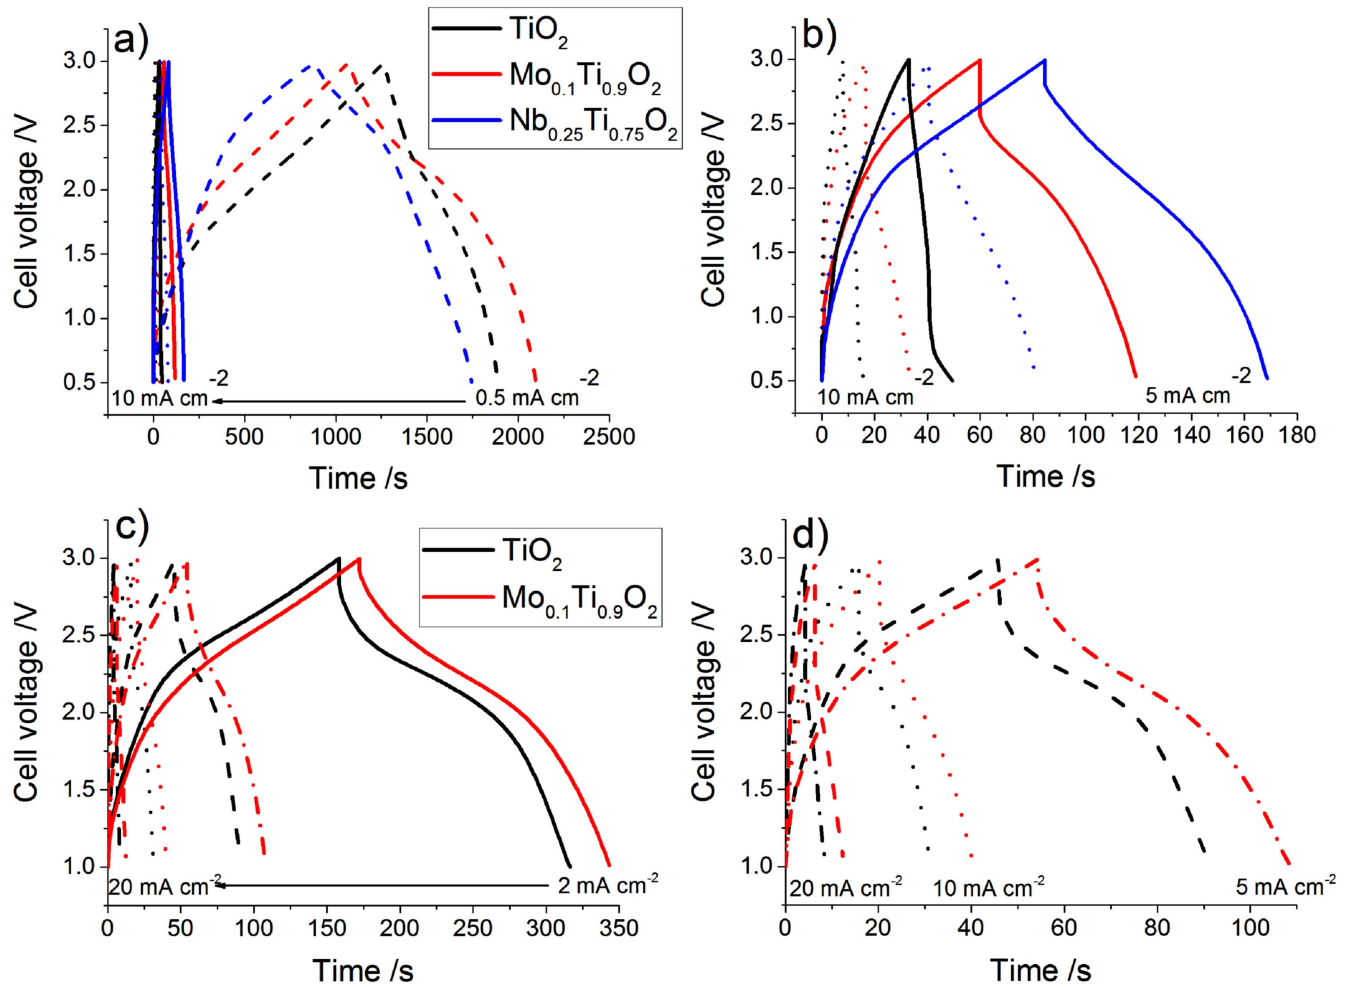 a)
TiO2
Mo0.1Ti0.9O2
Nb0.25Ti0.75O2
Cell voltage /V
3.0
2.5
2.0
1.5
1.0
0.5
10 mA cm-2
0.5 mA cm-2
0 500 1000 1500 2000 2500
Time /s
b)
Cell voltage /V
3.0
2.5
2.0
1.5
1.0
0.5
10 mA cm-2
5 mA cm-2
0 20 40 60 80 100 120 140 160 180
Time /s
c)
TiO2
Mo0.1Ti0.9O2
Cell voltage /V
3.0
2.5
2.0
1.5
1.0
20 mA cm-2
2 mA cm-2
0 50 100 150 200 250 300 350
Time /s
d)
Cell voltage /V
3.0
2.5
2.0
1.5
1.0
20 mA cm-2
10 mA cm-2
5 mA cm-2
0 20 40 60 80 100
Time /s